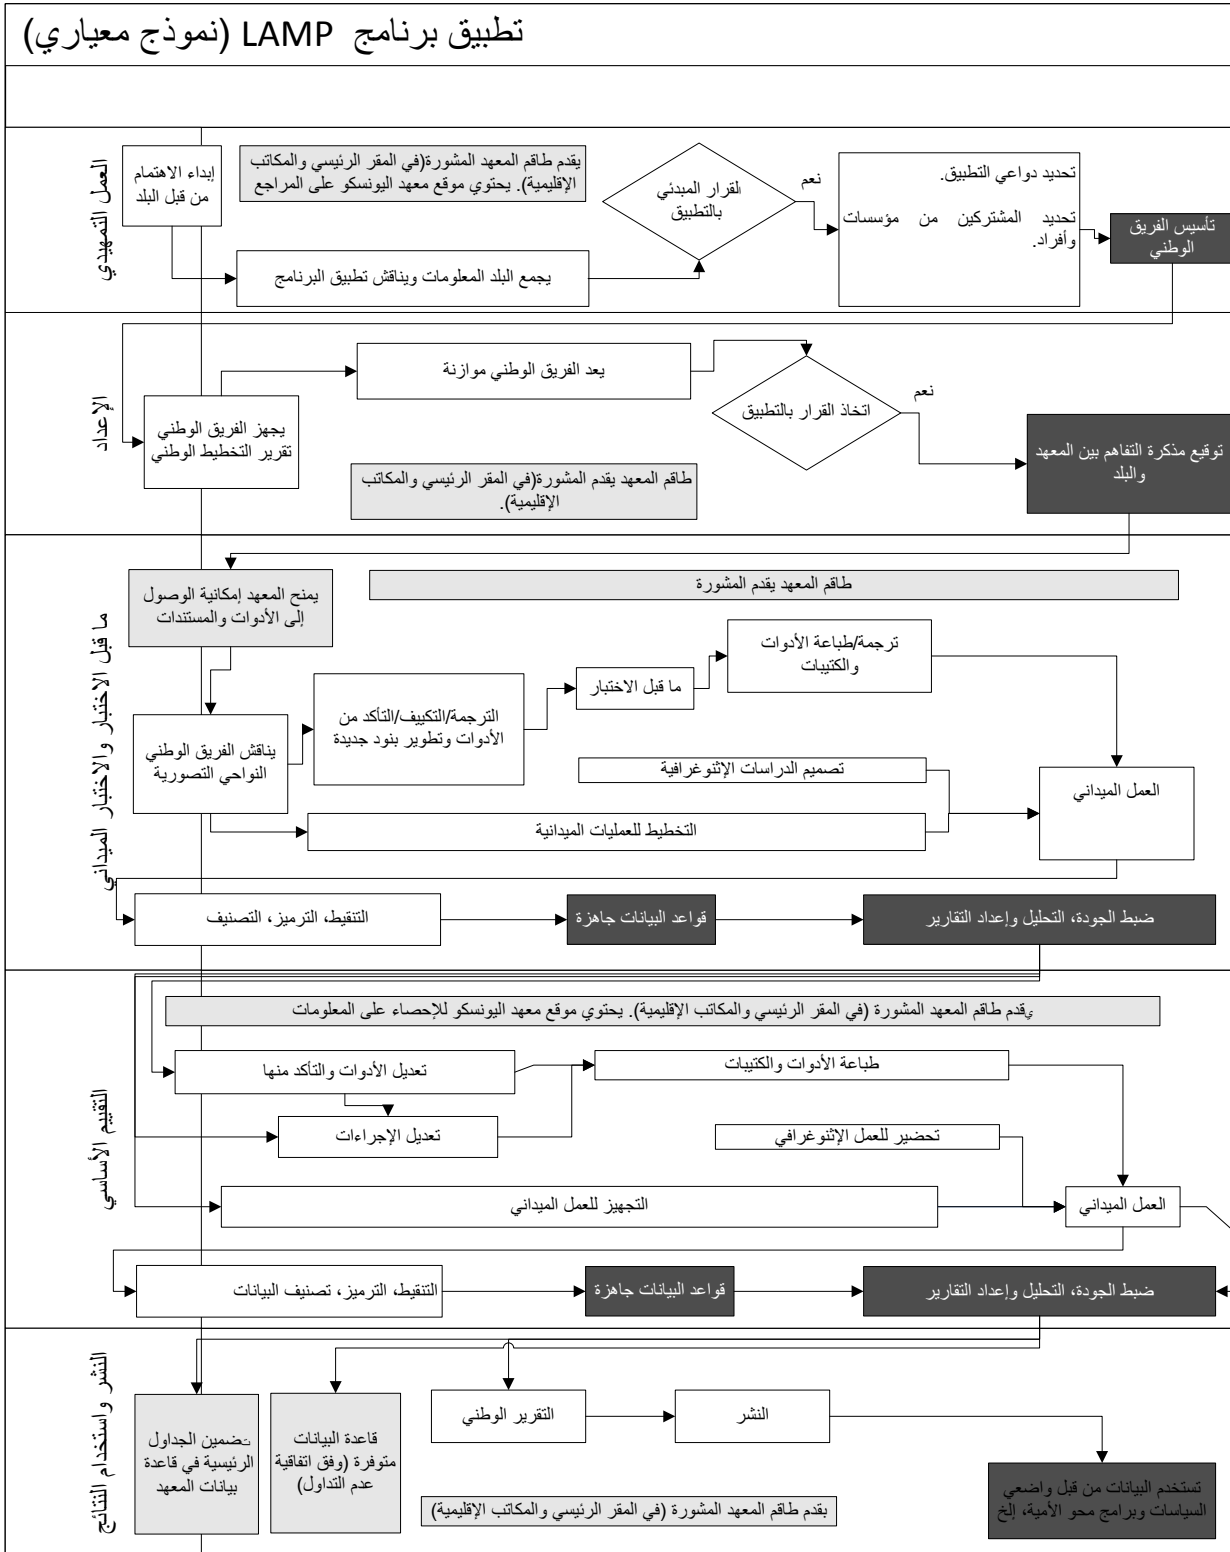 تطبيق برنامج LAMP (نموذج معياري)
العمل التمهيدي
إبداء الاهتمام
من قبل البلد
يقدم طاقم المعهد المشورة(في المقر الرئيسي والمكاتب
الإقليمية). يحتوي موقع معهد اليونسكو على المراجع
يجمع البلد المعلومات ويناقش تطبيق البرنامج
القرار المبدئي
بالتطبيق
نعم
تحديد دواعي التطبيق.
تحديد المشتركين من مؤسسات
وأفراد.
تأسيس الفريق
الوطني
الإعداد
يجهز الفريق الوطني
تقرير التخطيط الوطني
يعد الفريق الوطني موازنة
طاقم المعهد يقدم المشورة(في المقر الرئيسي والمكاتب
الإقليمية).
اتخاذ القرار بالتطبيق
نعم
توقيع مذكرة التفاهم بين المعهد
والبلد
ما قبل الاختبار والاختبار الميداني
يمنح المعهد إمكانية الوصول
إلى الأدوات والمستندات
طاقم المعهد يقدم المشورة
يناقش الفريق الوطني
النواحي التصورية
الترجمة/التكييف/التأكد من
الأدوات وتطوير بنود جديدة
ما قبل الاختبار
ترجمة/طباعة الأدوات
والكتيبات
تصميم الدراسات الإثنوغرافية
التخطيط للعمليات الميدانية
العمل الميداني
التنقيط، الترميز، التصنيف
قواعد البيانات جاهزة
ضبط الجودة، التحليل وإعداد التقارير
التقييم الأساسي
يقدم طاقم المعهد المشورة (في المقر الرئيسي والمكاتب الإقليمية). يحتوي موقع معهد اليونسكو للإحصاء على المعلومات
تعديل الأدوات والتأكد منها
طباعة الأدوات والكتيبات
تعديل الإجراءات
تحضير للعمل الإثنوغرافي
التجهيز للعمل الميداني
العمل الميداني
التنقيط، الترميز، تصنيف البيانات
قواعد البيانات جاهزة
ضبط الجودة، التحليل وإعداد التقارير
النشر واستخدام النتائج
تضمين الجداول
الرئيسية في قاعدة
بيانات المعهد
قاعدة البيانات
متوفرة (وفق اتفاقية
عدم التداول)
التقرير الوطني
النشر
يقدم طاقم المعهد المشورة (في المقر الرئيسي والمكاتب الإقليمية)
تستخدم البيانات من قبل واضعي
السياسات وبرامج محو الأمية، إلخ